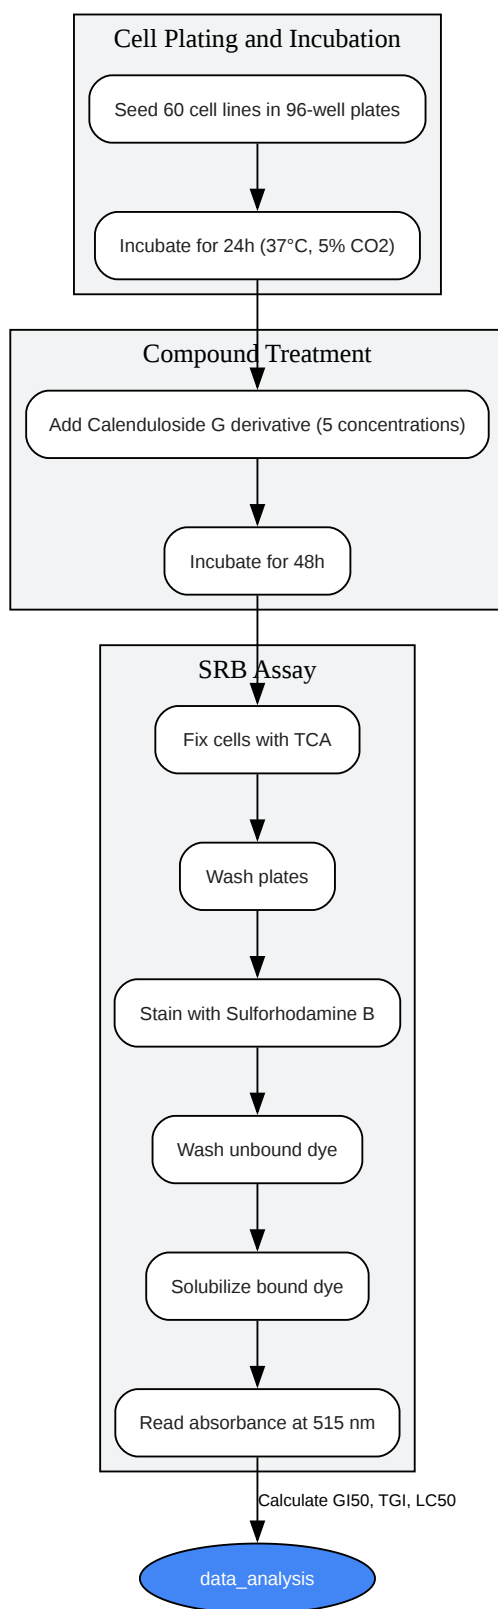 Cell Plating and Incubation
Seed 60 cell lines in 96-well plates
Incubate for 24h (37°C, 5% CO2)
Compound Treatment
Add Calenduloside G derivative (5 concentrations)
Incubate for 48h
SRB Assay
Fix cells with TCA
Wash plates
Stain with Sulforhodamine B
Wash unbound dye
Solubilize bound dye
Read absorbance at 515 nm
Calculate GI50, TGI, LC50
data_analysis